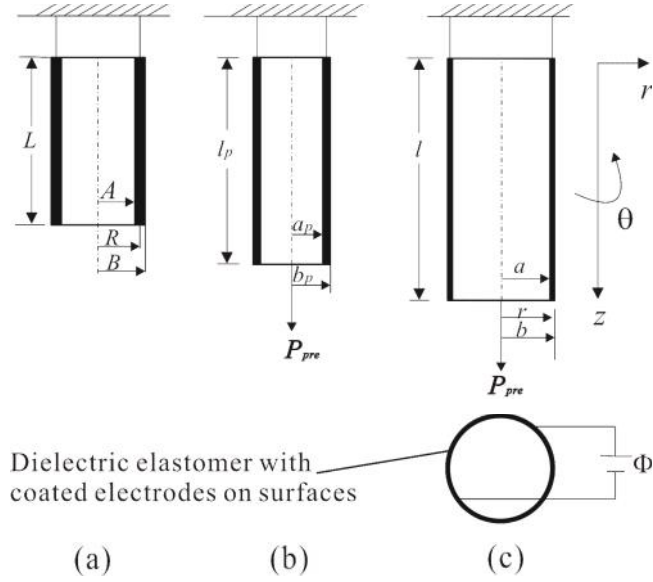 L
A
R
B
(a)
l_p
a_p
b_p
P_pre
(b)
l
a
r
b
P_pre
r
θ
z
Dielectric elastomer with
coated electrodes on surfaces
Φ
(c)